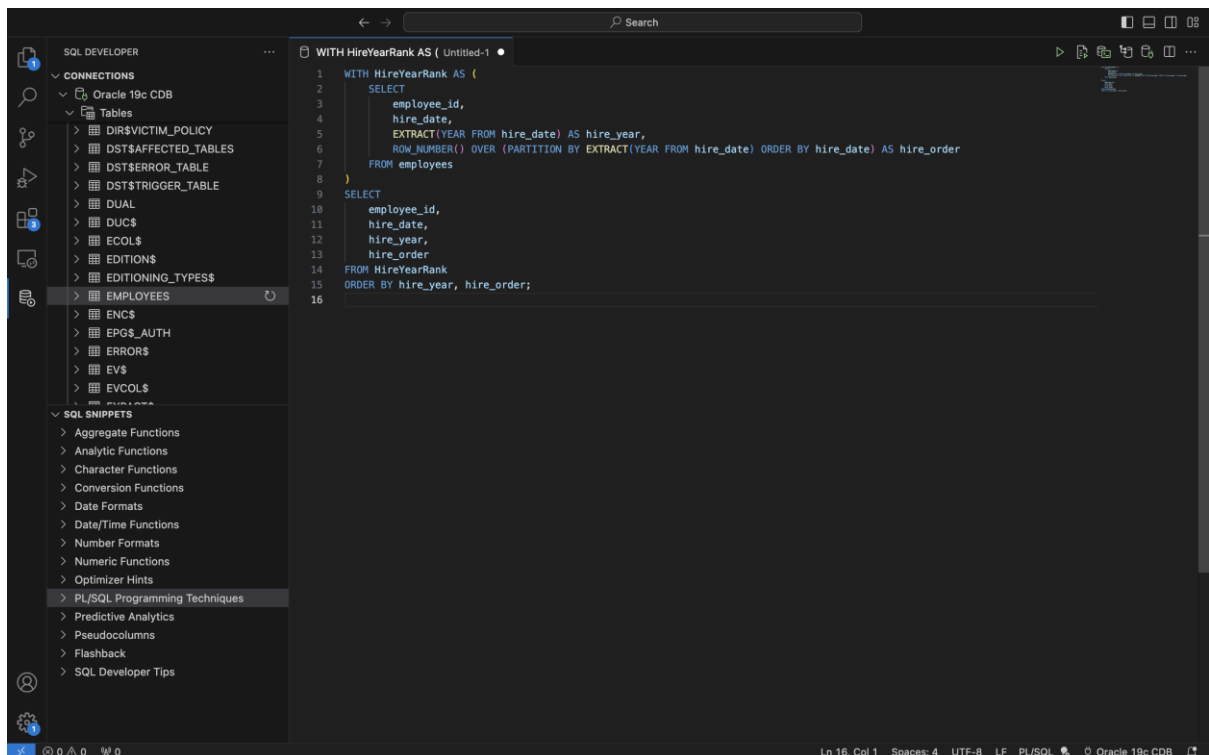 Search
SQL DEVELOPER
CONNECTIONS
Oracle 19c CDB
Tables
DIR$VICTIM_POLICY
DST$AFFECTED_TABLES
DST$ERROR_TABLE
DST$TRIGGER_TABLE
DUAL
DUC$
ECOL$
EDITION$
EDITIONING_TYPES$
EMPLOYEES
ENC$
EPG$_AUTH
ERROR$
EV$
EVCOL$
SQL SNIPPETS
Aggregate Functions
Analytic Functions
Character Functions
Conversion Functions
Date Formats
Date/Time Functions
Number Formats
Numeric Functions
Optimizer Hints
PL/SQL Programming Techniques
Predictive Analytics
Pseudocolumns
Flashback
SQL Developer Tips
1
3
1
WITH HireYearRank AS ( Untitled-1
1 WITH HireYearRank AS (
2 SELECT
3 employee_id,
4 hire_date,
5 EXTRACT(YEAR FROM hire_date) AS hire_year,
6 ROW_NUMBER() OVER (PARTITION BY EXTRACT(YEAR FROM hire_date) ORDER BY hire_date) AS hire_order
7 FROM employees
8 )
9 SELECT
10 employee_id,
11 hire_date,
12 hire_year,
13 hire_order
14 FROM HireYearRank
15 ORDER BY hire_year, hire_order;
16
0 0 0 Ln 16, Col 1 Spaces: 4 UTF-8 LF PL/SQL Oracle 19c CDB